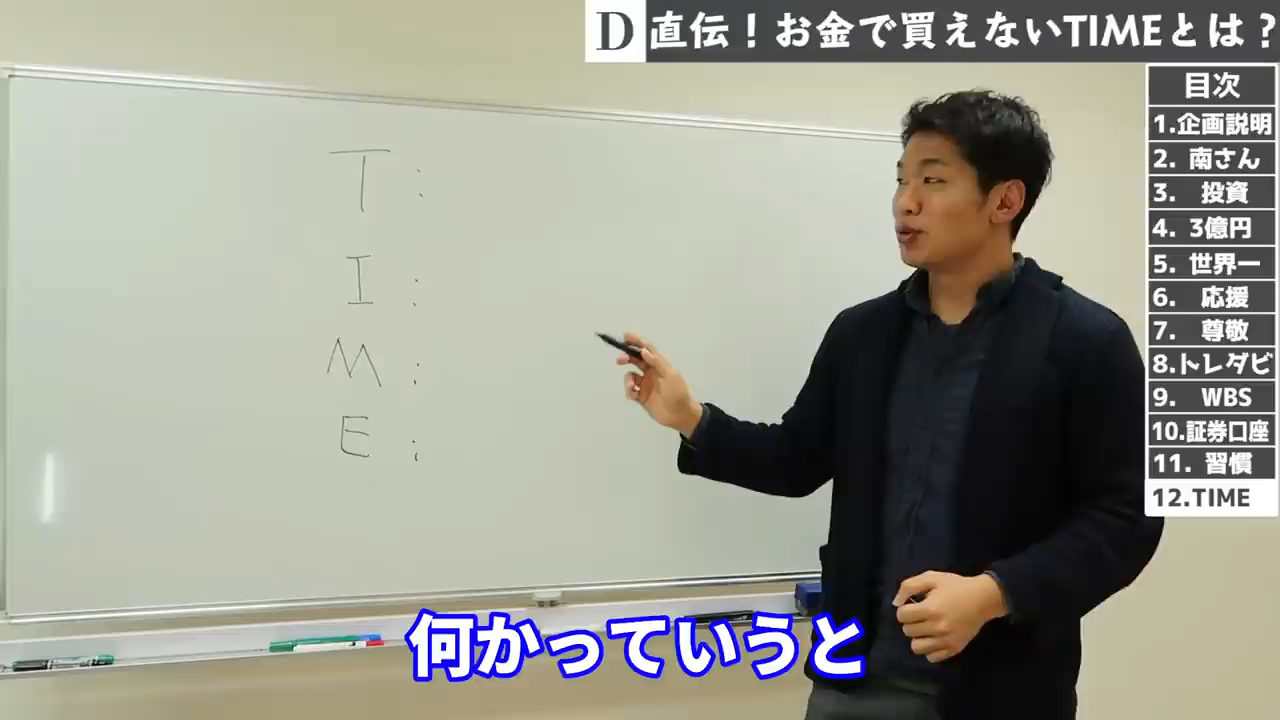 D 直伝！お金で買えないTIMEとは？
目次
1.企画説明
2. 南さん
3. 投資
4. 3億円
5. 世界一
6. 応援
7. 尊敬
8.トレダビ
9. WBS
10.証券口座
11. 習慣
12.TIME
T :
I :
M :
E :
何かっていうと